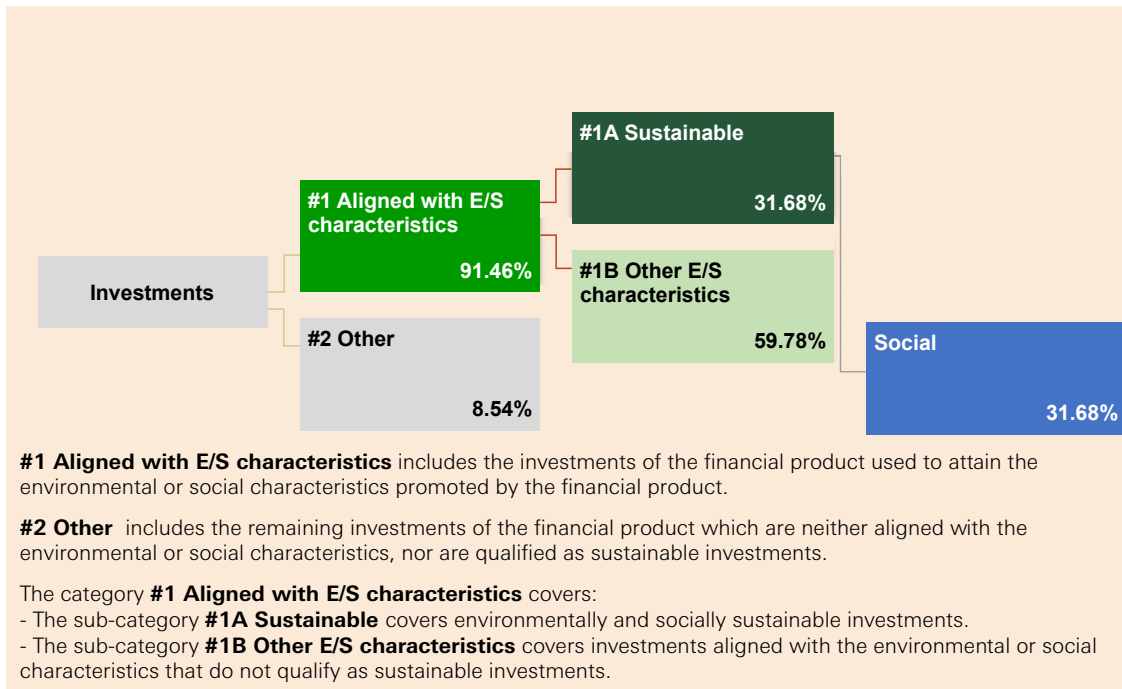 #1A Sustainable
31.68%
#1 Aligned with E/S
characteristics
91.46%
#1B Other E/S
characteristics
59.78%
Investments
#2 Other
8.54%
Social
31.68%
#1 Aligned with E/S characteristics includes the investments of the financial product used to attain the
environmental or social characteristics promoted by the financial product.
#2 Other includes the remaining investments of the financial product which are neither aligned with the
environmental or social characteristics, nor are qualified as sustainable investments.
The category #1 Aligned with E/S characteristics covers:
- The sub-category #1A Sustainable covers environmentally and socially sustainable investments.
- The sub-category #1B Other E/S characteristics covers investments aligned with the environmental or social
characteristics that do not qualify as sustainable investments.